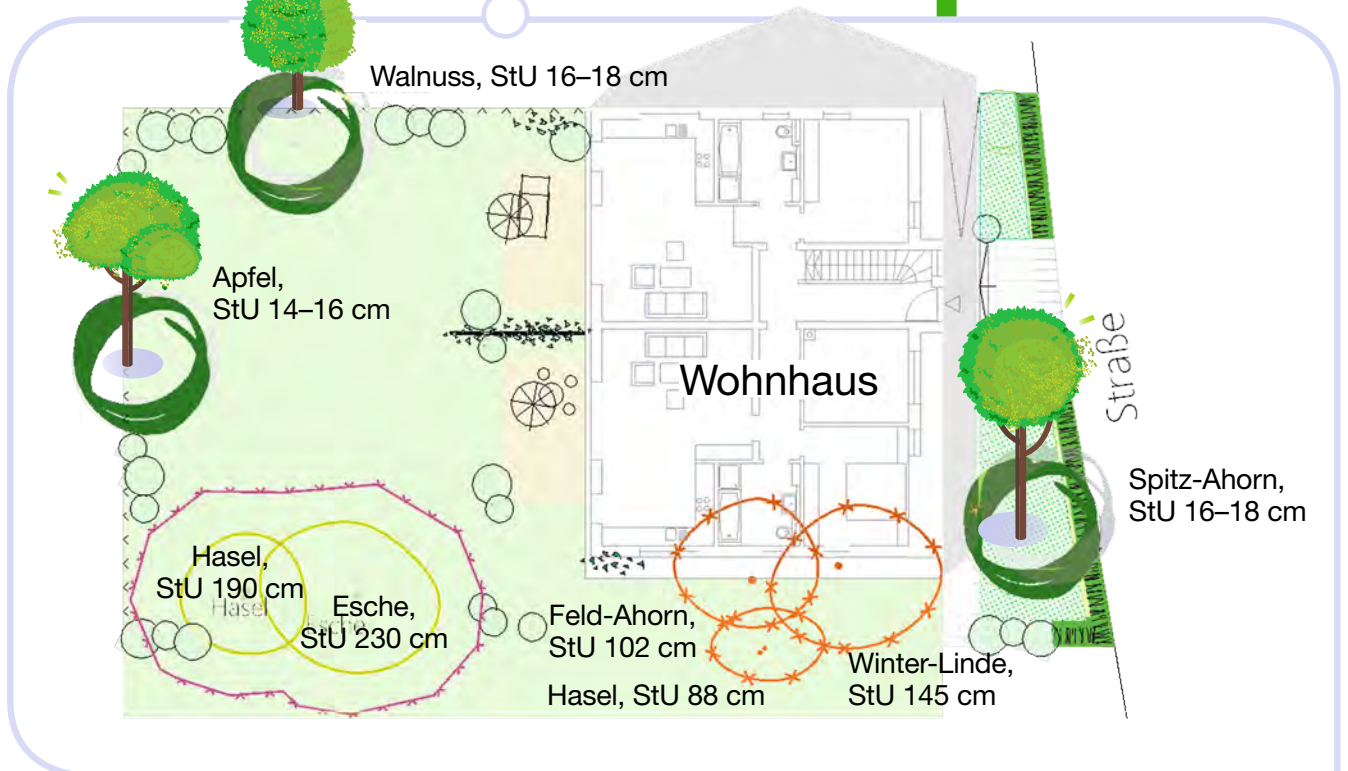 Walnuss, StU 16–18 cm
Apfel,
StU 14–16 cm
Wohnhaus
Straße
Spitz-Ahorn,
StU 16–18 cm
Hasel,
StU 190 cm
Hasel
Esche,
StU 230 cm
Esche
Feld-Ahorn,
StU 102 cm
Hasel, StU 88 cm
Winter-Linde,
StU 145 cm